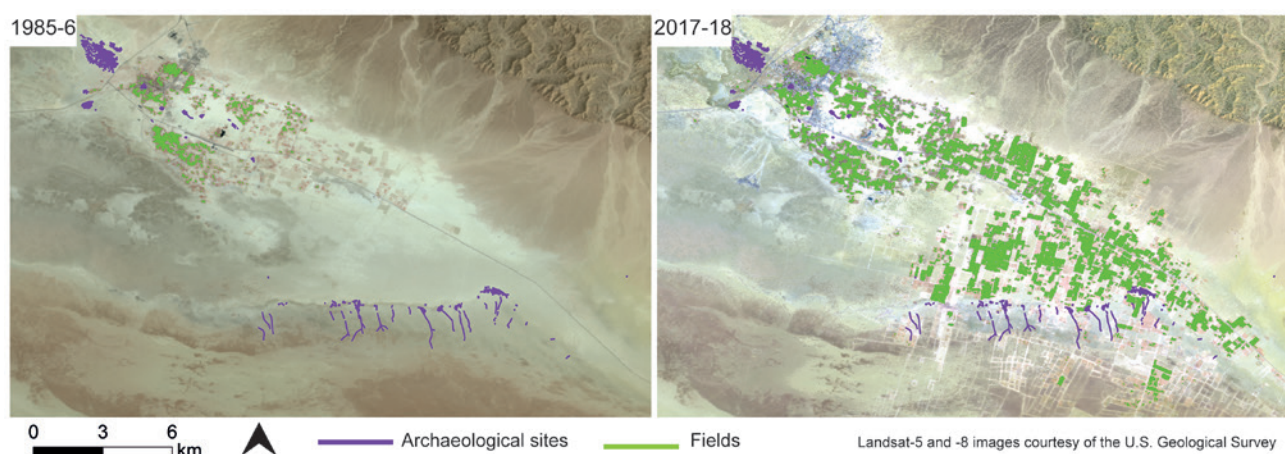 1985-6
2017-18
0 3 6
km
Archaeological sites
Fields
Landsat-5 and -8 images courtesy of the U.S. Geological Survey